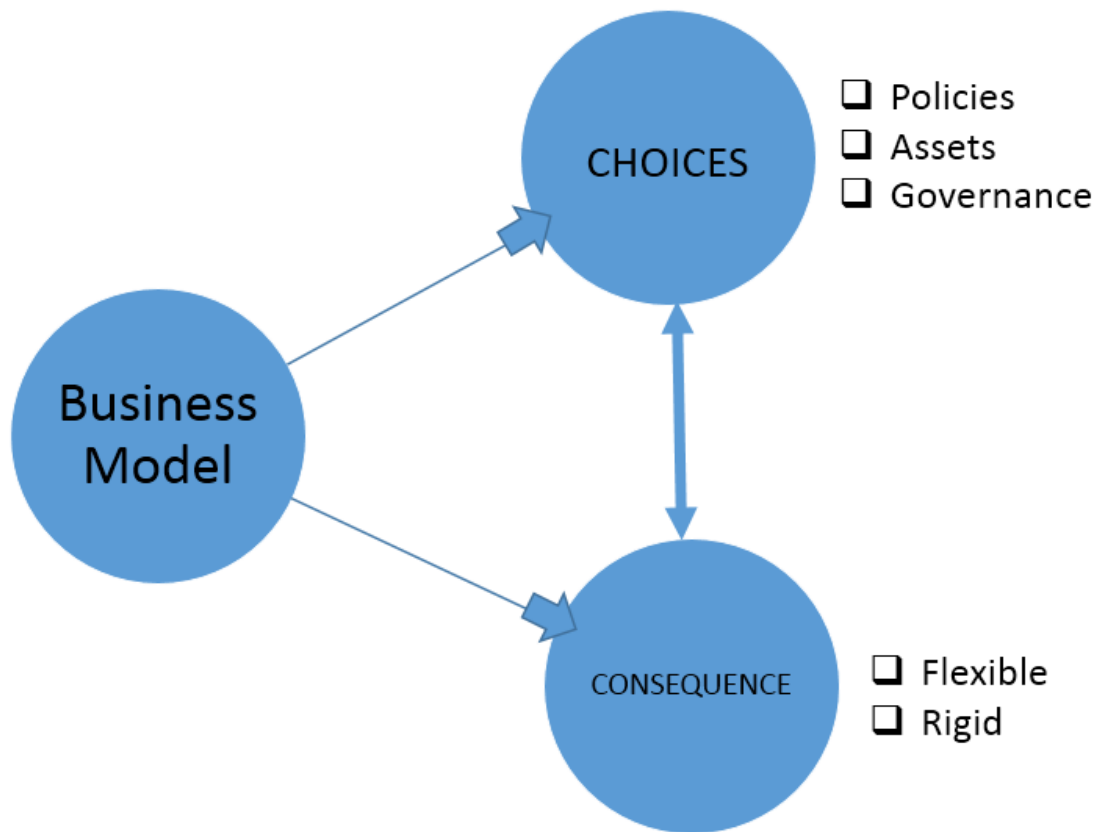 CHOICES
Policies
Assets
Governance
Business
Model
CONSEQUENCE
Flexible
Rigid